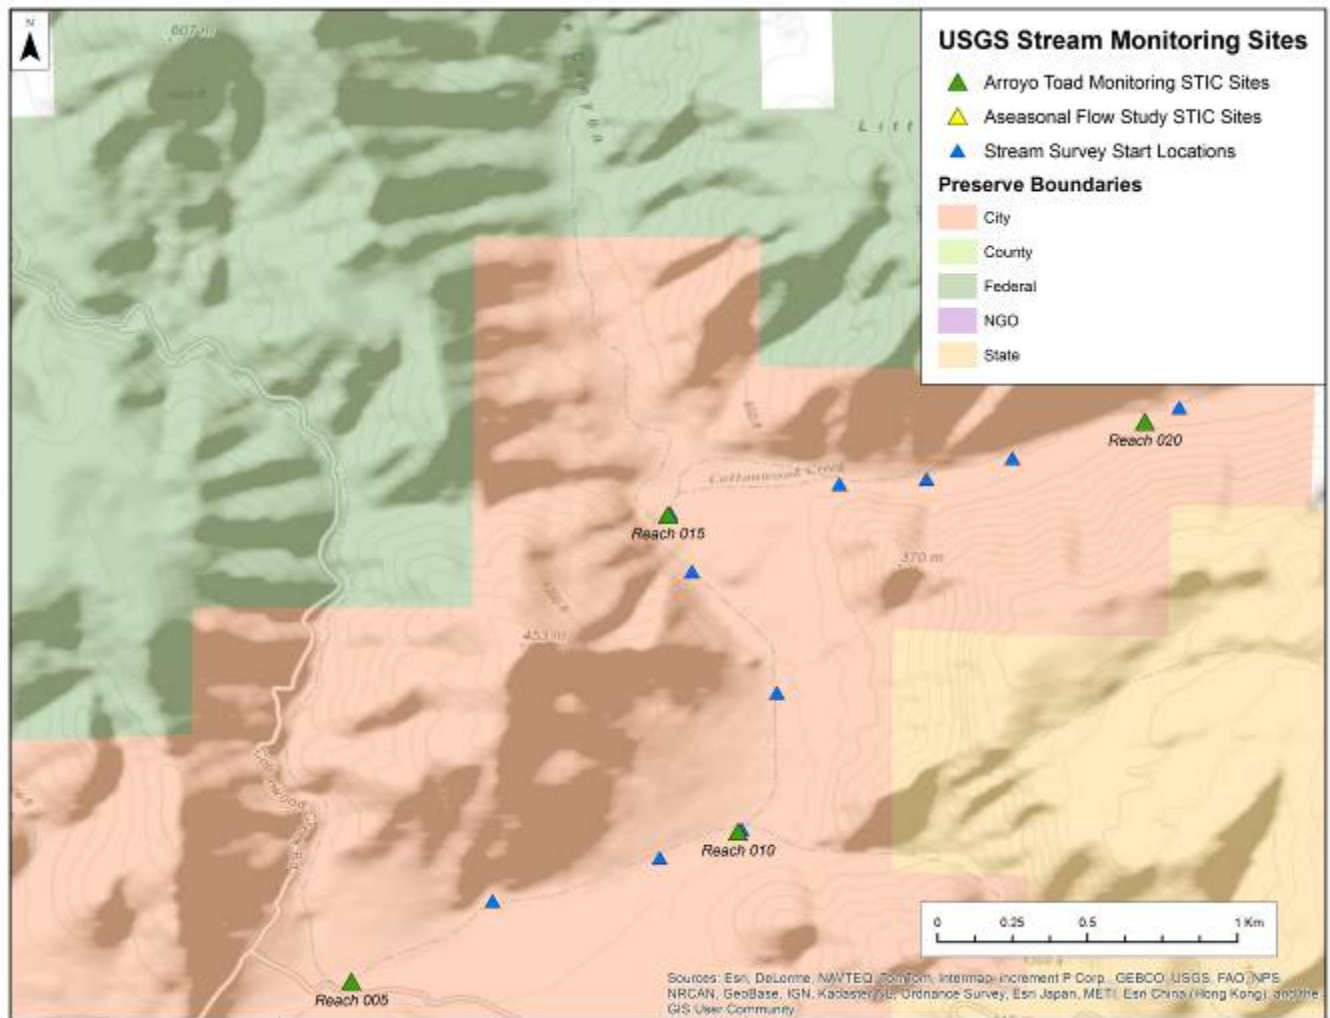 N
607 m
USGS Stream Monitoring Sites
Arroyo Toad Monitoring STIC Sites
Aseasonal Flow Study STIC Sites
Stream Survey Start Locations
Preserve Boundaries
City
County
Federal
NGO
State
Litt
Reach 020
Cottonwood Creek
Reach 015
370 m
453 m
Reach 010
Reach 005
0 0.25 0.5 1 Km
Sources: Esri, DeLorme, NAVTEQ, TomTom, Intermap, increment P Corp., GEBCO, USGS, FAO, NPS,
NRCAN, GeoBase, IGN, Kadaster NL, Ordnance Survey, Esri Japan, METI, Esri China (Hong Kong), and the
GIS User Community